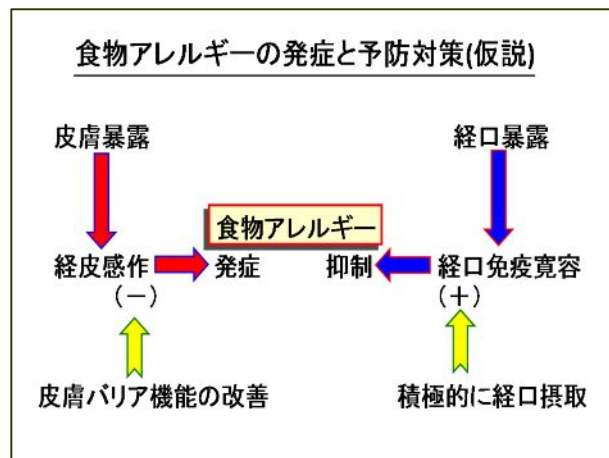 食物アレルギーの発症と予防対策(仮説)
皮膚暴露
経口暴露
食物アレルギー
経皮感作
発症
抑制
経口免疫寛容
(－)
(＋)
皮膚バリア機能の改善
積極的に経口摂取